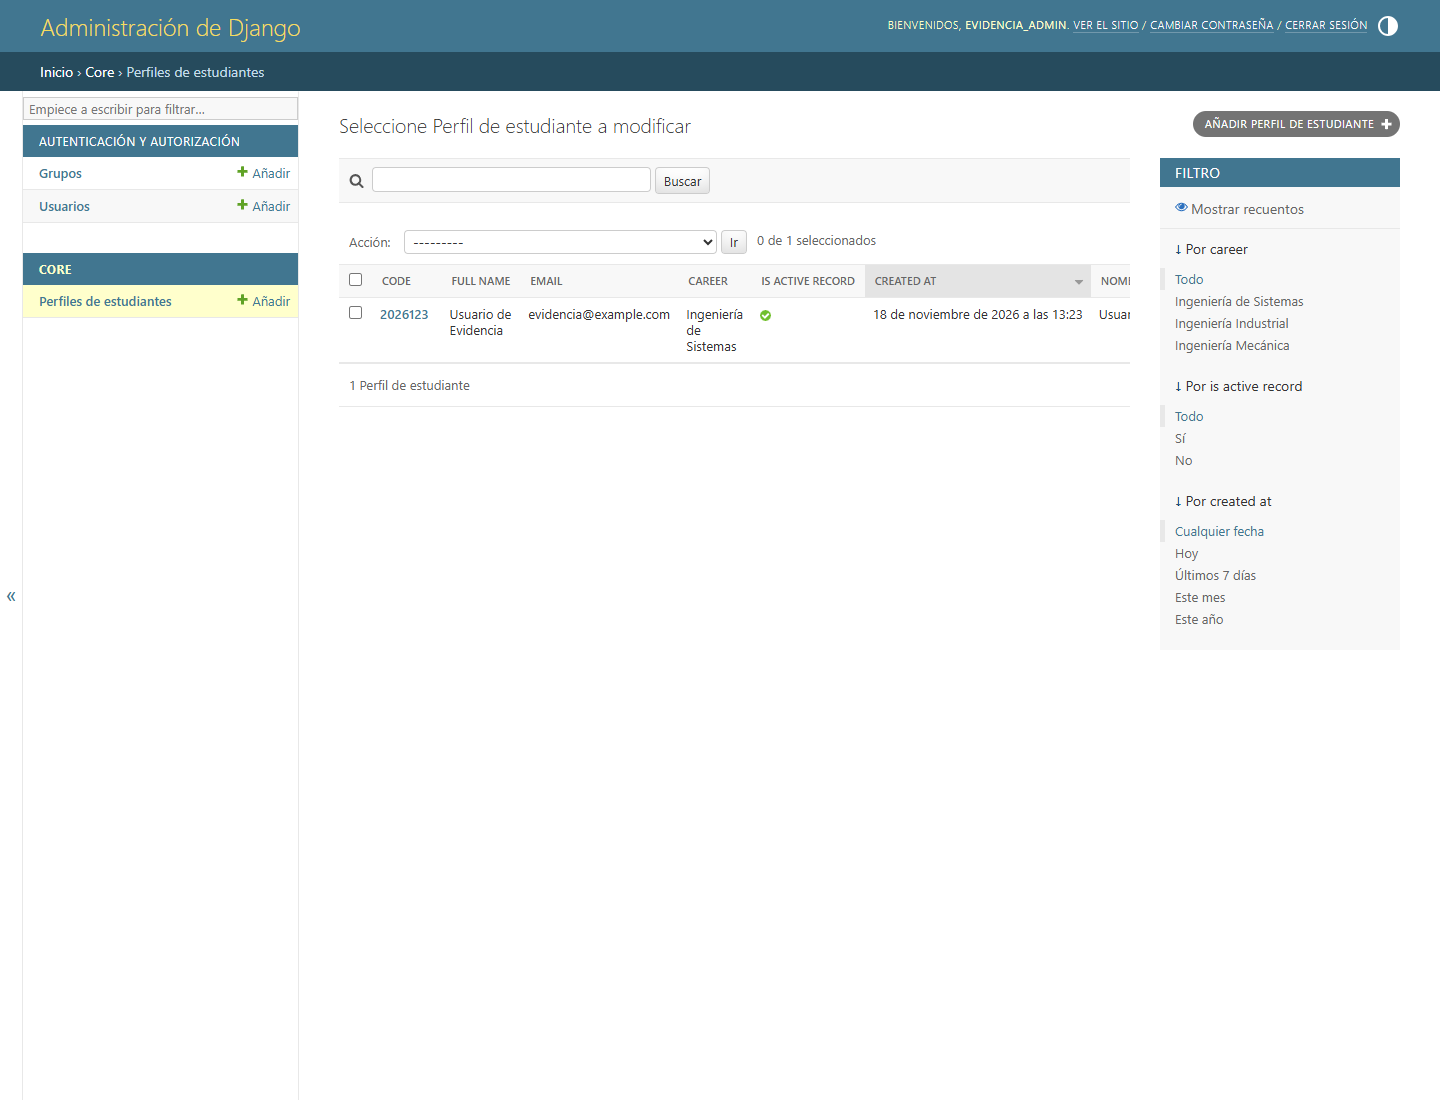 Administración de Django
BIENVENIDOS, EVIDENCIA_ADMIN. VER EL SITIO / CAMBIAR CONTRASEÑA / CERRAR SESIÓN
Inicio › Core › Perfiles de estudiantes
Empiece a escribir para filtrar...
AUTENTICACIÓN Y AUTORIZACIÓN
Grupos Añadir
Usuarios Añadir
CORE
Perfiles de estudiantes Añadir
«
Seleccione Perfil de estudiante a modificar
AÑADIR PERFIL DE ESTUDIANTE
Buscar
Acción: --------- Ir 0 de 1 seleccionados
CODE FULL NAME EMAIL CAREER IS ACTIVE RECORD CREATED AT
2026123 Usuario de Evidencia evidencia@example.com Ingeniería de Sistemas 18 de noviembre de 2026 a las 13:23
1 Perfil de estudiante
FILTRO
Mostrar recuentos
↓ Por career
Todo
Ingeniería de Sistemas
Ingeniería Industrial
Ingeniería Mecánica
↓ Por is active record
Todo
Sí
No
↓ Por created at
Cualquier fecha
Hoy
Últimos 7 días
Este mes
Este año